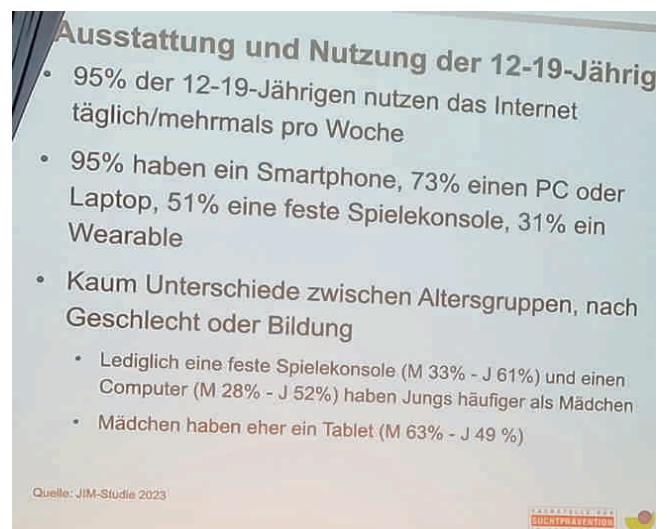 Ausstattung und Nutzung der 12-19-Jährig
• 95% der 12-19-Jährigen nutzen das Internet
täglich/mehrmals pro Woche
• 95% haben ein Smartphone, 73% einen PC oder
Laptop, 51% eine feste Spielekonsole, 31% ein
Wearable
• Kaum Unterschiede zwischen Altersgruppen, nach
Geschlecht oder Bildung
• Lediglich eine feste Spielekonsole (M 33% - J 61%) und einen
Computer (M 28% - J 52%) haben Jungs häufiger als Mädchen
• Mädchen haben eher ein Tablet (M 63% - J 49 %)
Quelle: JIM-Studie 2023
FACHSTELLE FÜR
SUCHTPRÄVENTION